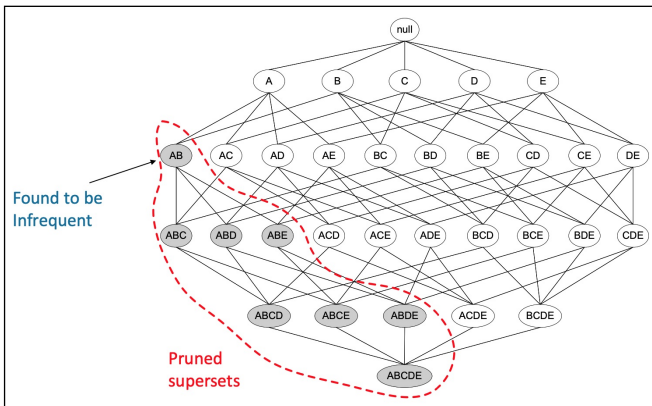 null
A B C D E
AB AC AD AE BC BD BE CD CE DE
Found to be
Infrequent
ABC ABD ABE ACD ACE ADE BCD BCE BDE CDE
ABCD ABCE ABDE ACDE BCDE
Pruned
supersets
ABCDE